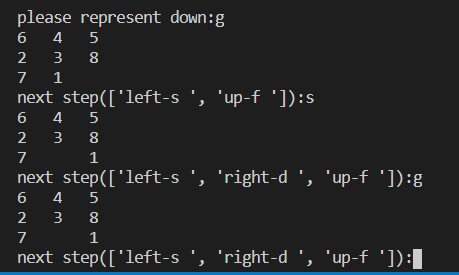 please represent down:g
6   4   5
2   3   8
7   1
next step(['left-s ', 'up-f ']):s
6   4   5
2   3   8
7       1
next step(['left-s ', 'right-d ', 'up-f ']):g
6   4   5
2   3   8
7       1
next step(['left-s ', 'right-d ', 'up-f ']):